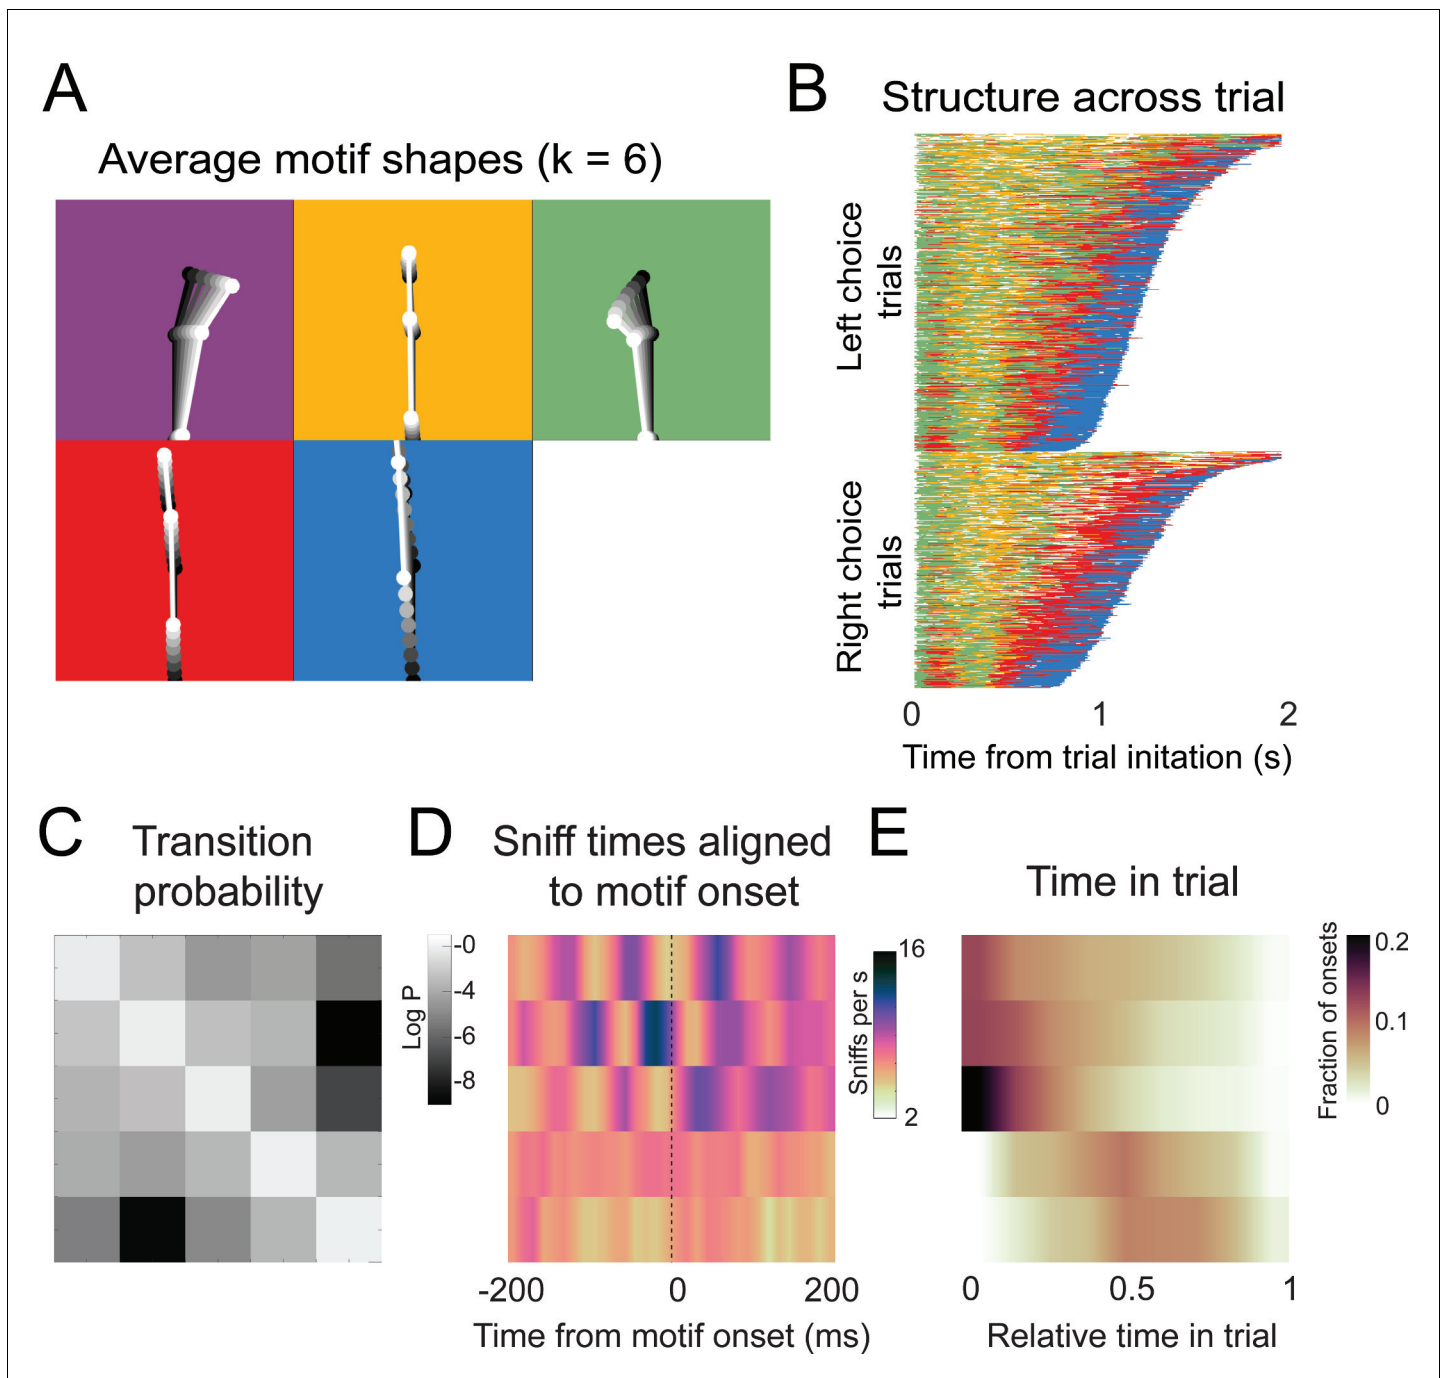 A
Average motif shapes (k = 6)
B
Structure across trial
Left choice
trials
Right choice
trials
0 1 2
Time from trial initation (s)
C
Transition
probability
-0
-4
-6
-8
Log P
D
Sniff times aligned
to motif onset
16
2
Sniffs per s
-200 0 200
Time from motif onset (ms)
E
Time in trial
0.2
0.1
0
Fraction of onsets
0 0.5 1
Relative time in trial